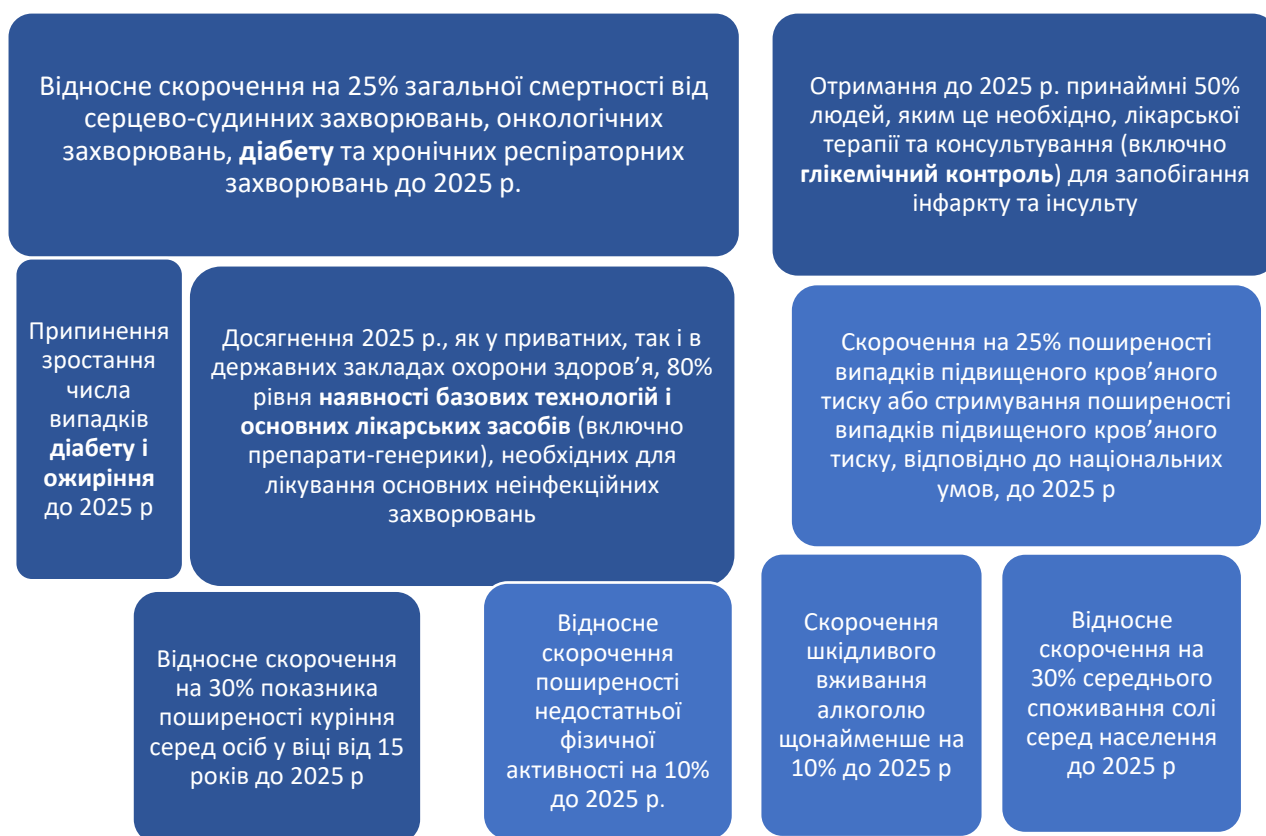 Відносне скорочення на 25% загальної смертності від
серцево-судинних захворювань, онкологічних
захворювань, діабету та хронічних респіраторних
захворювань до 2025 р.
Отримання до 2025 р. принаймні 50%
людей, яким це необхідно, лікарської
терапії та консультування (включно
глікемічний контроль) для запобігання
інфаркту та інсульту
Припинення
зростання
числа
випадків
діабету і
ожиріння
до 2025 р
Досягнення 2025 р., як у приватних, так і в
державних закладах охорони здоров’я, 80%
рівня наявності базових технологій і
основних лікарських засобів (включно
препарати-генерики), необхідних для
лікування основних неінфекційних
захворювань
Скорочення на 25% поширеності
випадків підвищеного кров’яного
тиску або стримування поширеності
випадків підвищеного кров’яного
тиску, відповідно до національних
умов, до 2025 р
Відносне скорочення
на 30% показника
поширеності куріння
серед осіб у віці від 15
років до 2025 р
Відносне
скорочення
поширеності
недостатньої
фізичної
активності на 10%
до 2025 р.
Скорочення
шкідливого
вживання
алкоголю
щонайменше на
10% до 2025 р
Відносне
скорочення на
30% середнього
споживання солі
серед населення
до 2025 р